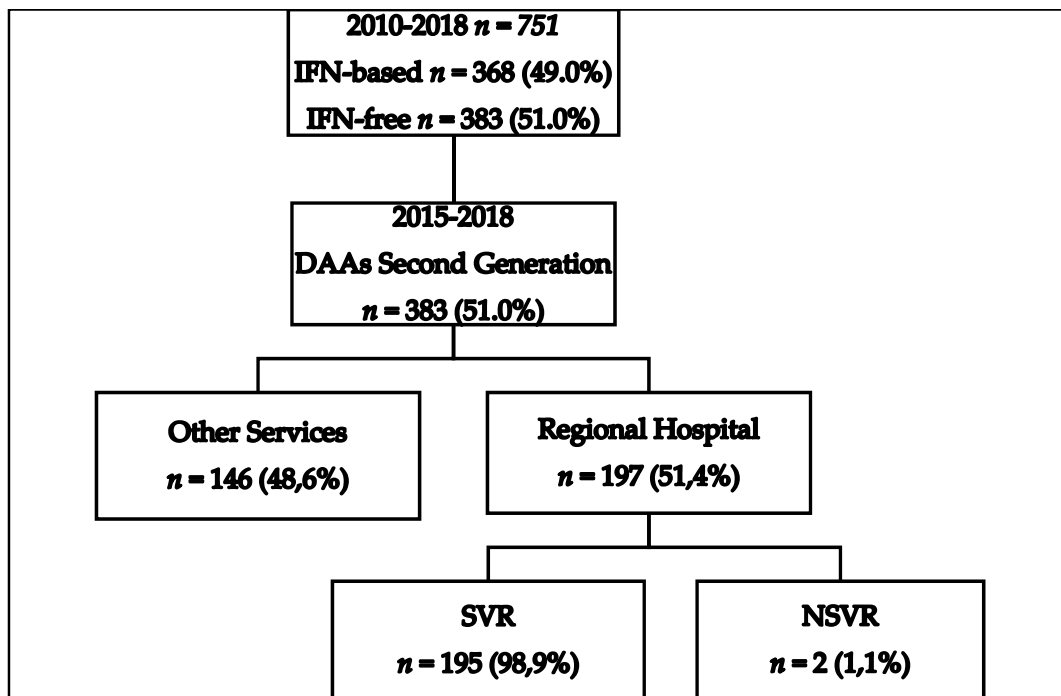 2010-2018 n = 751
IFN-based n = 368 (49.0%)
IFN-free n = 383 (51.0%)
2015-2018
DAAs Second Generation
n = 383 (51.0%)
Other Services
n = 146 (48,6%)
Regional Hospital
n = 197 (51,4%)
SVR
n = 195 (98,9%)
NSVR
n = 2 (1,1%)